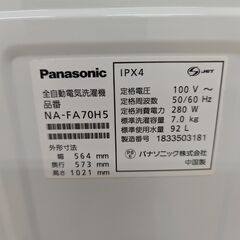 Panasonic
全自動電気洗濯機
品番
NA-FA70H5
外形寸法
幅 564 mm
奥行 573 mm
高さ 1021 mm
IPX4
JET
定格電圧 100 V ～
定格周波数 50/60 Hz
定格消費電力 280 W
標準洗濯容量 7.0 kg
標準使用水量 92 L
製造番号 1833503181
パナソニック株式会社
中国製